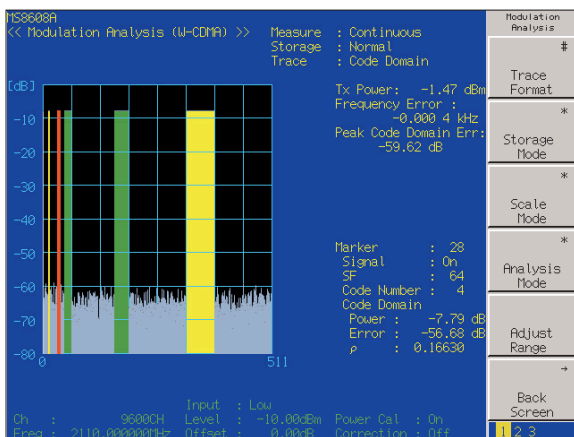 MS8608A
<< Modulation Analysis (W-CDMA) >>
Measure : Continuous
Storage : Normal
Trace : Code Domain
[dB]
-10
-20
-30
-40
-50
-60
-70
-80
0
511
Tx Power: -1.47 dBm
Frequency Error :
-0.000 4 kHz
Peak Code Domain Err:
-59.62 dB
Marker : 28
Signal : On
SF : 64
Code Number : 4
Code Domain
Power : -7.79 dB
Error : -56.68 dB
ρ : 0.16630
Input : Low
Ch : 9600CH Level : -10.00dBm Power Cal : On
Freq : 2110.000000MHz Offset : 0.00dB Correction : Off
Modulation
Analysis
#
Trace
Format
*
Storage
Mode
*
Scale
Mode
*
Analysis
Mode
Adjust
Range
→
Back
Screen
1 2 3